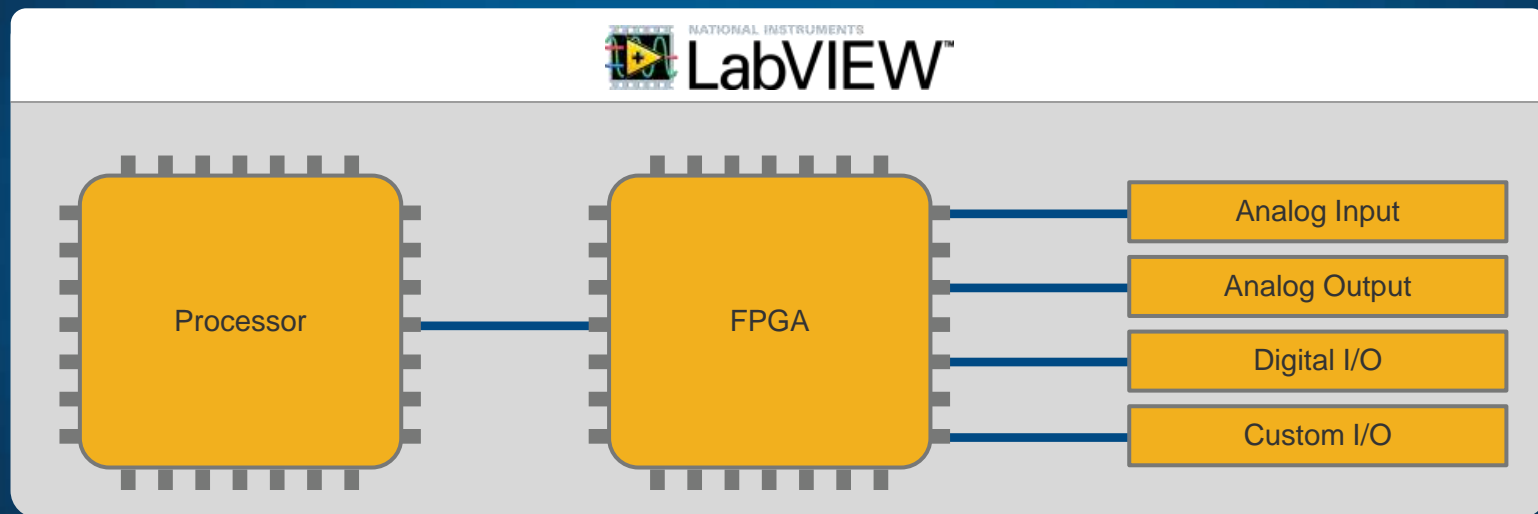 NATIONAL INSTRUMENTS
LabVIEW™
Processor
FPGA
Analog Input
Analog Output
Digital I/O
Custom I/O